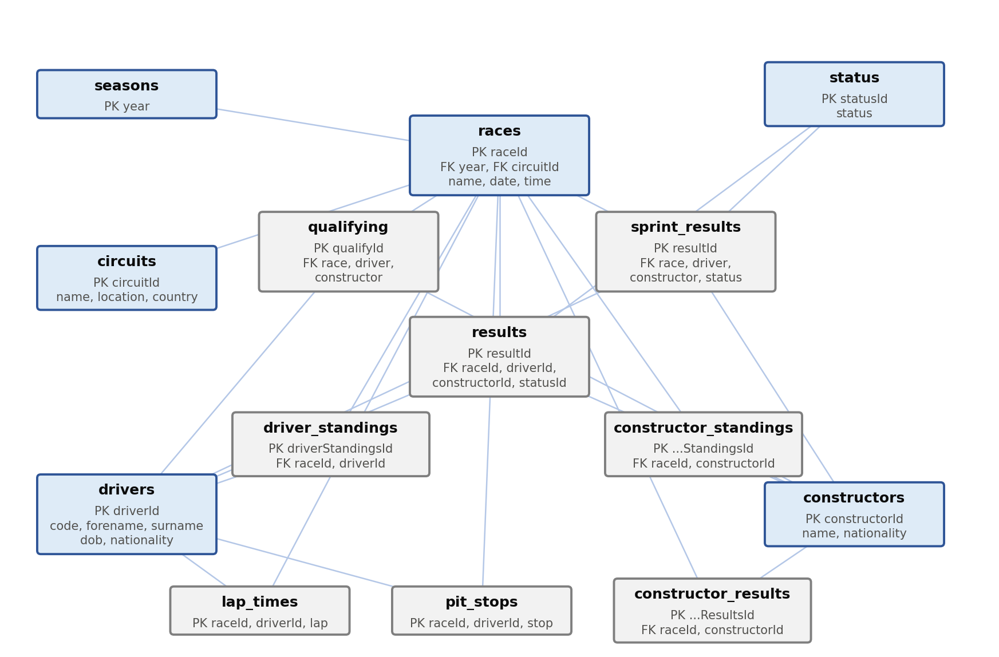 seasons
PK year
status
PK statusId
status
races
PK raceId
FK year, FK circuitId
name, date, time
qualifying
PK qualifyId
FK race, driver,
constructor
sprint_results
PK resultId
FK race, driver,
constructor, status
circuits
PK circuitId
name, location, country
results
PK resultId
FK raceId, driverId,
constructorId, statusId
driver_standings
PK driverStandingsId
FK raceId, driverId
constructor_standings
PK ...StandingsId
FK raceId, constructorId
drivers
PK driverId
code, forename, surname
dob, nationality
constructors
PK constructorId
name, nationality
lap_times
PK raceId, driverId, lap
pit_stops
PK raceId, driverId, stop
constructor_results
PK ...ResultsId
FK raceId, constructorId